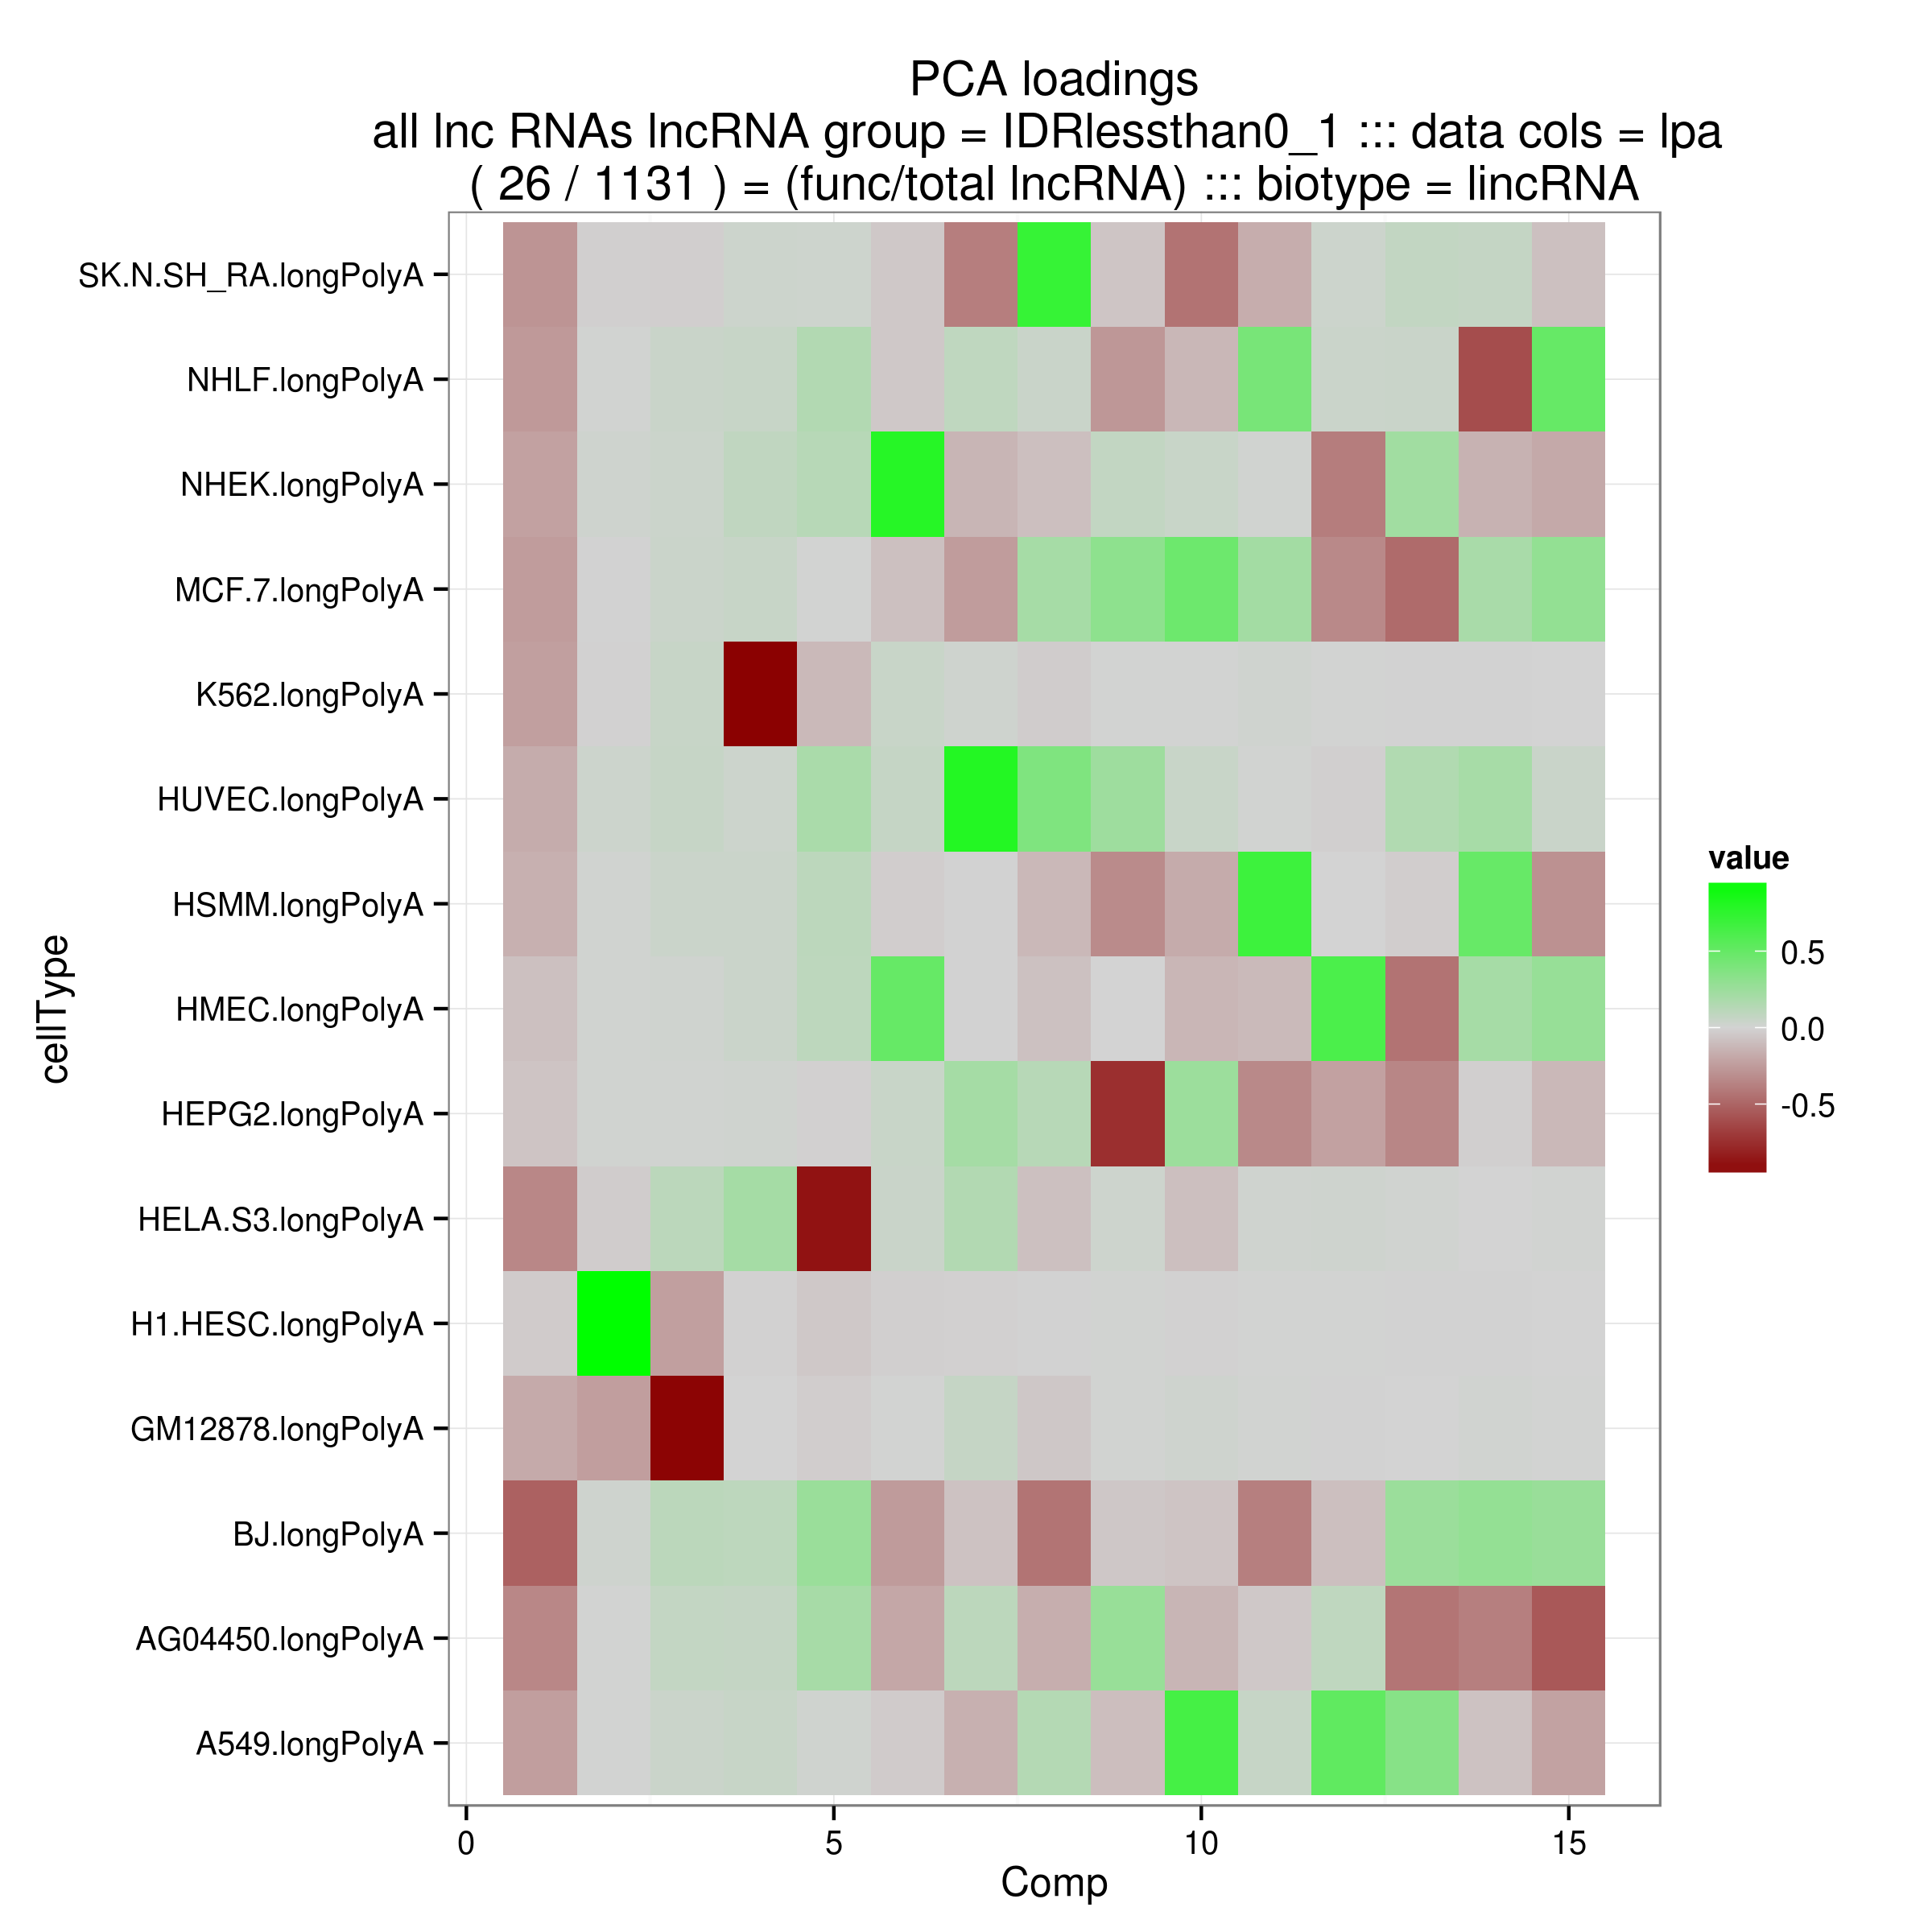 PCA loadings
all lnc RNAs lncRNA group = IDRlessthan0_1 ::: data cols = lpa
( 26 / 1131 ) = (func/total lncRNA) ::: biotype = lincRNA
SK.N.SH_RA.longPolyA
NHLF.longPolyA
NHEK.longPolyA
MCF.7.longPolyA
K562.longPolyA
HUVEC.longPolyA
HSMM.longPolyA
HMEC.longPolyA
HEPG2.longPolyA
HELA.S3.longPolyA
H1.HESC.longPolyA
GM12878.longPolyA
BJ.longPolyA
AG04450.longPolyA
A549.longPolyA
cellType
0 5 10 15
Comp
value
0.5
0.0
-0.5